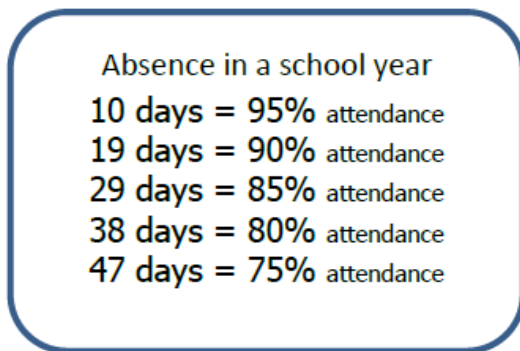 Absence in a school year
10 days = 95% attendance
19 days = 90% attendance
29 days = 85% attendance
38 days = 80% attendance
47 days = 75% attendance